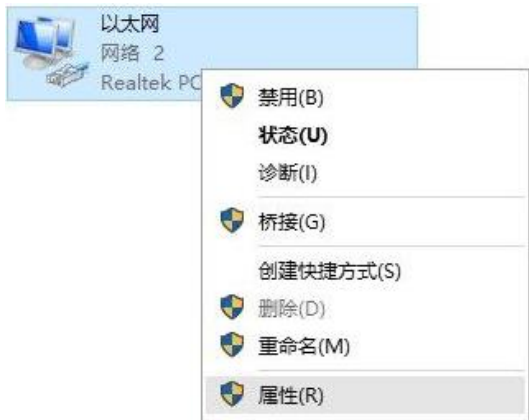 以太网
网络 2
Realtek PC
禁用(B)
状态(U)
诊断(I)
桥接(G)
创建快捷方式(S)
删除(D)
重命名(M)
属性(R)